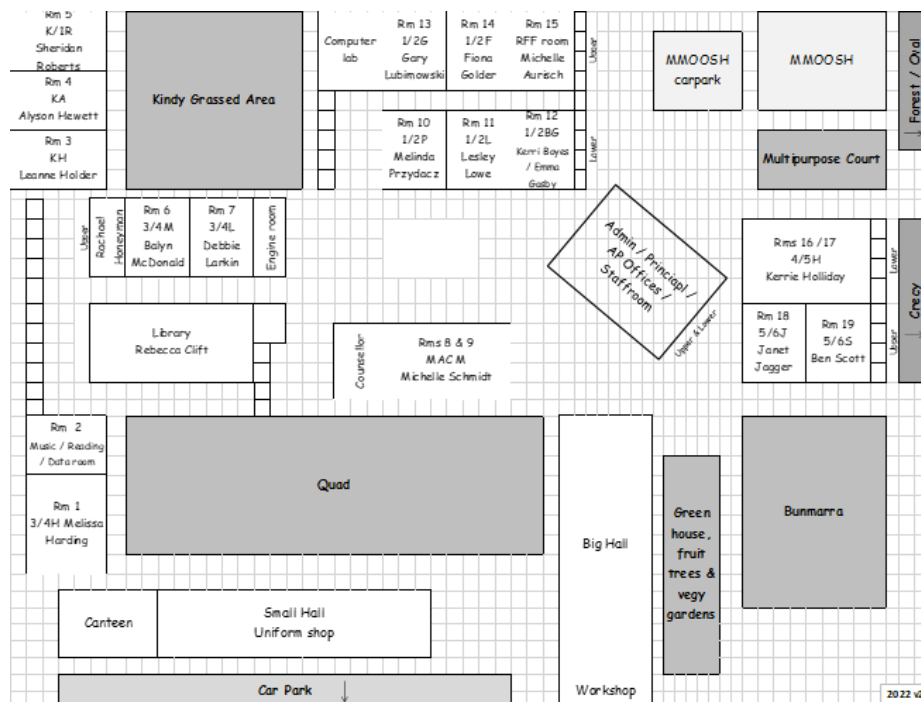 Rm 5
K/1R
Sheridan
Roberts
Rm 4
KA
Alyson Hewett
Rm 3
KH
Leanne Holder
Kindy Grassed Area
Computer
lab
Rm 13
1/2G
Gary
Lubimowski
Rm 14
1/2F
Fiona
Golder
Rm 15
RFF room
Michelle
Aurisch
Upper
Rm 10
1/2P
Melinda
Przydacz
Rm 11
1/2L
Lesley
Lowe
Rm 12
1/2BG
Kerri Boyes
/ Emma
Gasby
Lower
MMOOSH
carpark
MMOOSH
Forest / Oval
Multipurpose Court
Upper
Rachael
Honeyman
Rm 6
3/4M
Balyn
McDonald
Rm 7
3/4L
Debbie
Larkin
Engine room
Admin / Princiapl /
AP Offices /
Staffroom
Upper & Lower
Rms 16 /17
4/5H
Kerrie Holliday
Lower
Crecy
Library
Rebecca Clift
Counsellor
Rms 8 & 9
MAC M
Michelle Schmidt
Rm 18
5/6J
Janet
Jagger
Rm 19
5/6S
Ben Scott
Upper
Rm 2
Music / Reading
/ Data room
Rm 1
3/4H Melissa
Harding
Quad
Big Hall
Green
house,
fruit
trees &
vegy
gardens
Bunmarra
Canteen
Small Hall
Uniform shop
Car Park
Workshop
2022 v2